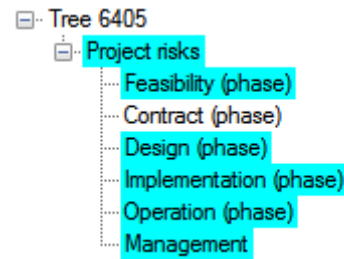 Tree 6405
Project risks
Feasibility (phase)
Contract (phase)
Design (phase)
Implementation (phase)
Operation (phase)
Management